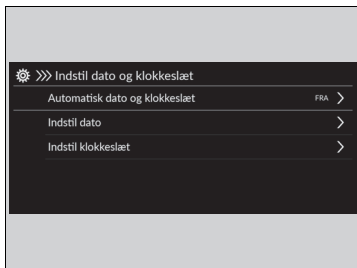 Indstil dato og klokkeslæt
Automatisk dato og klokkeslæt FRA
Indstil dato
Indstil klokkeslæt